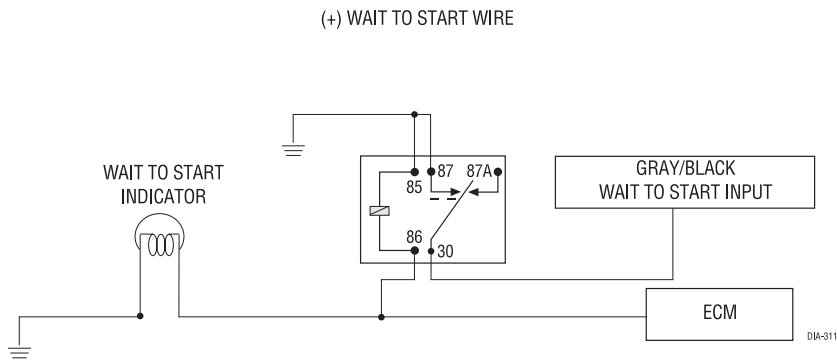 (+) WAIT TO START WIRE
WAIT TO START
INDICATOR
87
87A
85
86
30
GRAY/BLACK
WAIT TO START INPUT
ECM
DIA-311